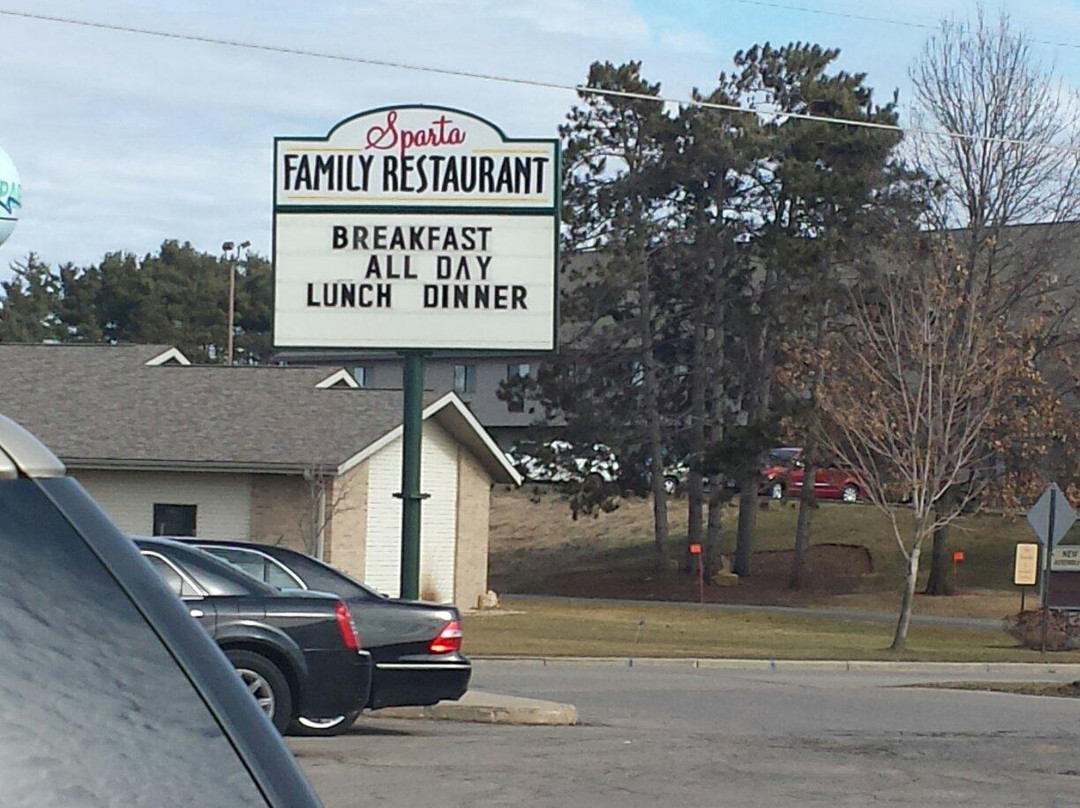 Sparta
FAMILY RESTAURANT
BREAKFAST
ALL DAY
LUNCH DINNER
NEW